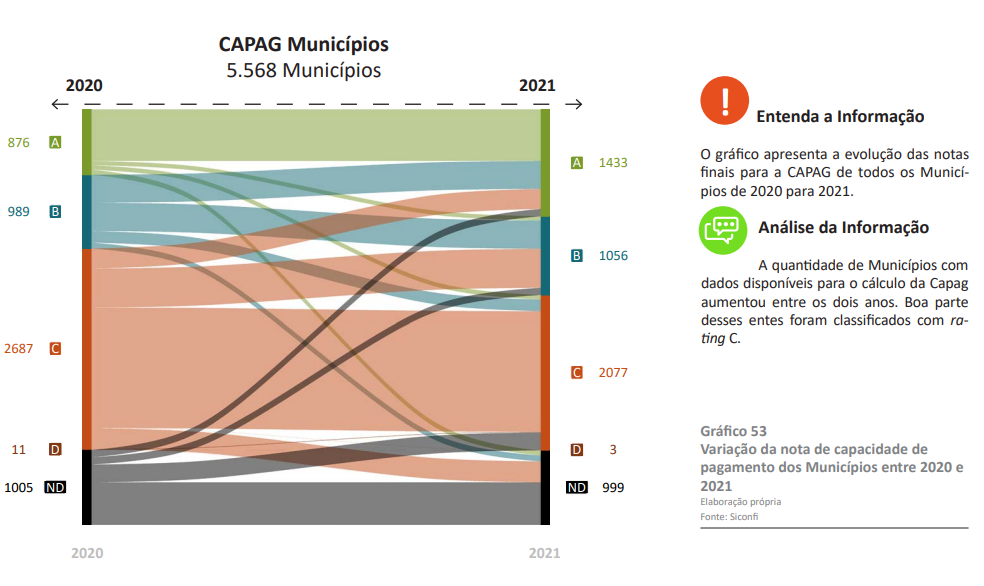 CAPAG Municípios
5.568 Municípios
2020
2021
876 A
989 B
2687 C
11 D
1005 ND
A 1433
B 1056
C 2077
D 3
ND 999
2020
2021
!
Entenda a Informação
O gráfico apresenta a evolução das notas
finais para a CAPAG de todos os Municí-
pios de 2020 para 2021.
Análise da Informação
A quantidade de Municípios com
dados disponíveis para o cálculo da Capag
aumentou entre os dois anos. Boa parte
desses entes foram classificados com ra-
ting C.
Gráfico 53
Variação da nota de capacidade de
pagamento dos Municípios entre 2020 e
2021
Elaboração própria
Fonte: Siconfi